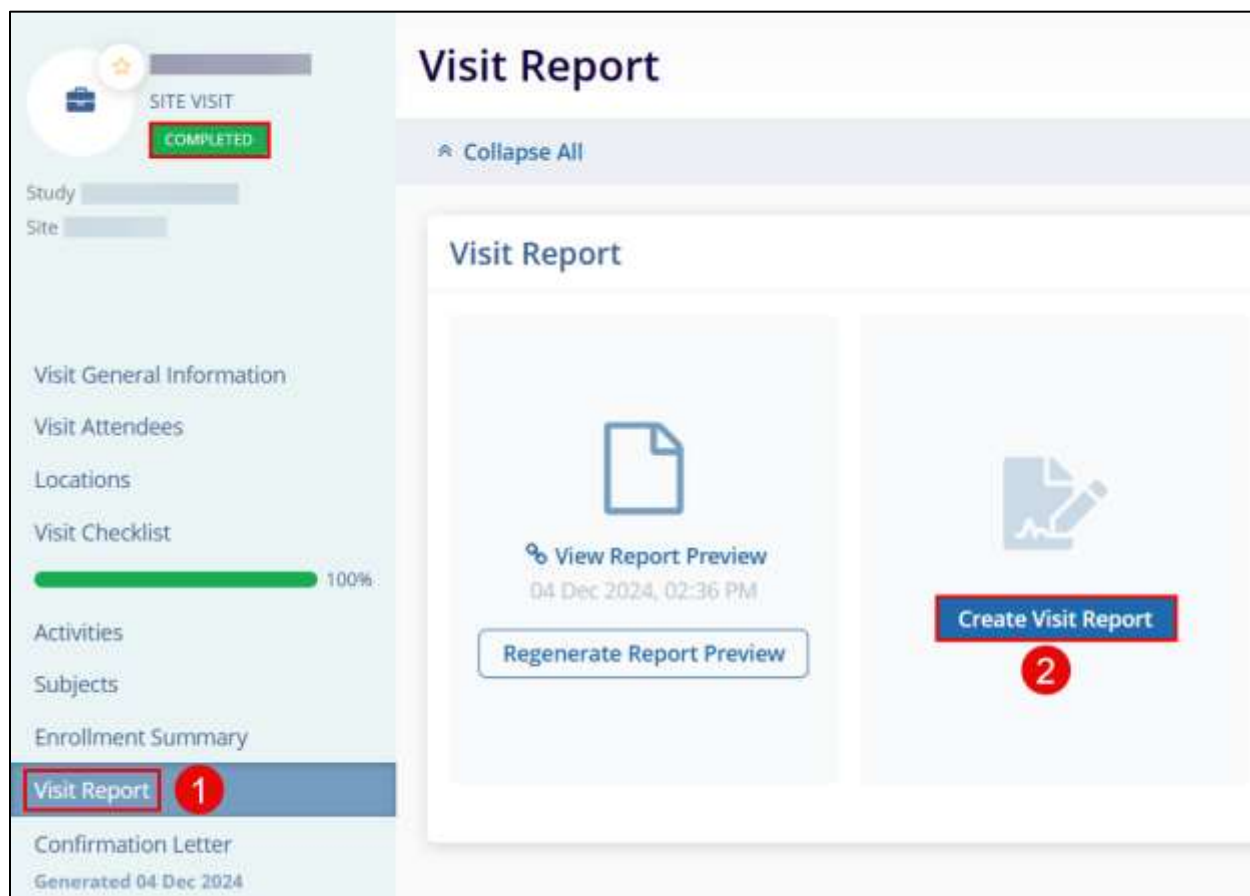 SITE VISIT
COMPLETED
Study
Site
Visit General Information
Visit Attendees
Locations
Visit Checklist
100%
Activities
Subjects
Enrollment Summary
Visit Report 1
Confirmation Letter
Generated 04 Dec 2024
Visit Report
Collapse All
Visit Report
View Report Preview
04 Dec 2024, 02:36 PM
Regenerate Report Preview
Create Visit Report
2